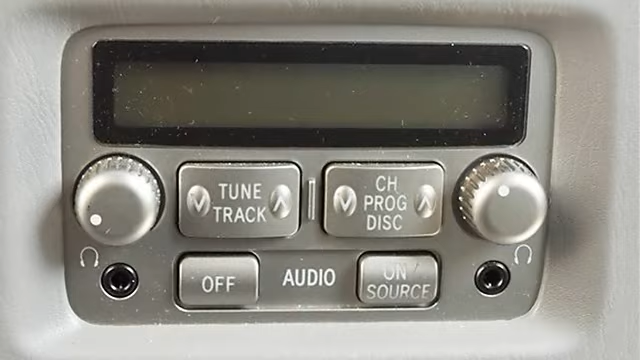 TUNE
TRACK
CH
PROG
DISC
OFF
AUDIO
ON
SOURCE